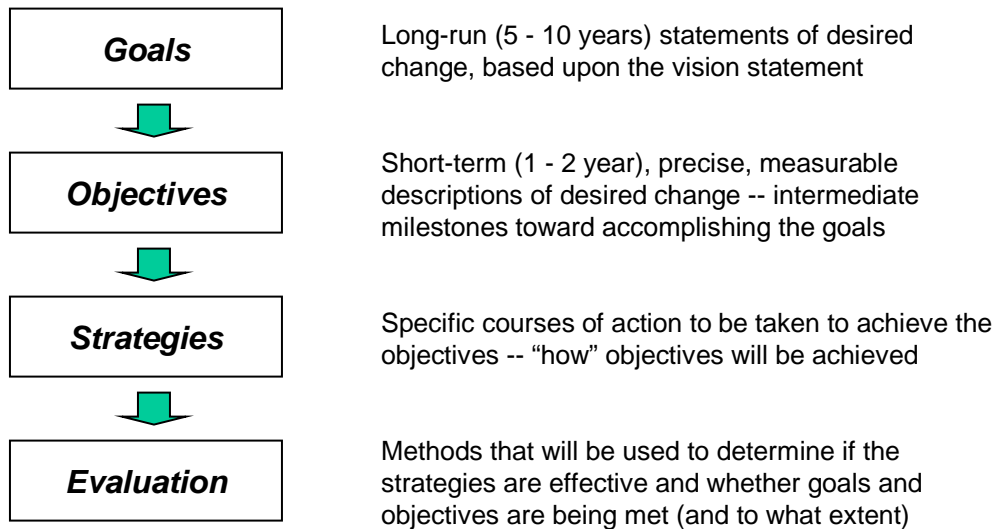 Goals
Long-run (5 - 10 years) statements of desired
change, based upon the vision statement
Objectives
Short-term (1 - 2 year), precise, measurable
descriptions of desired change -- intermediate
milestones toward accomplishing the goals
Strategies
Specific courses of action to be taken to achieve the
objectives -- “how” objectives will be achieved
Evaluation
Methods that will be used to determine if the
strategies are effective and whether goals and
objectives are being met (and to what extent)